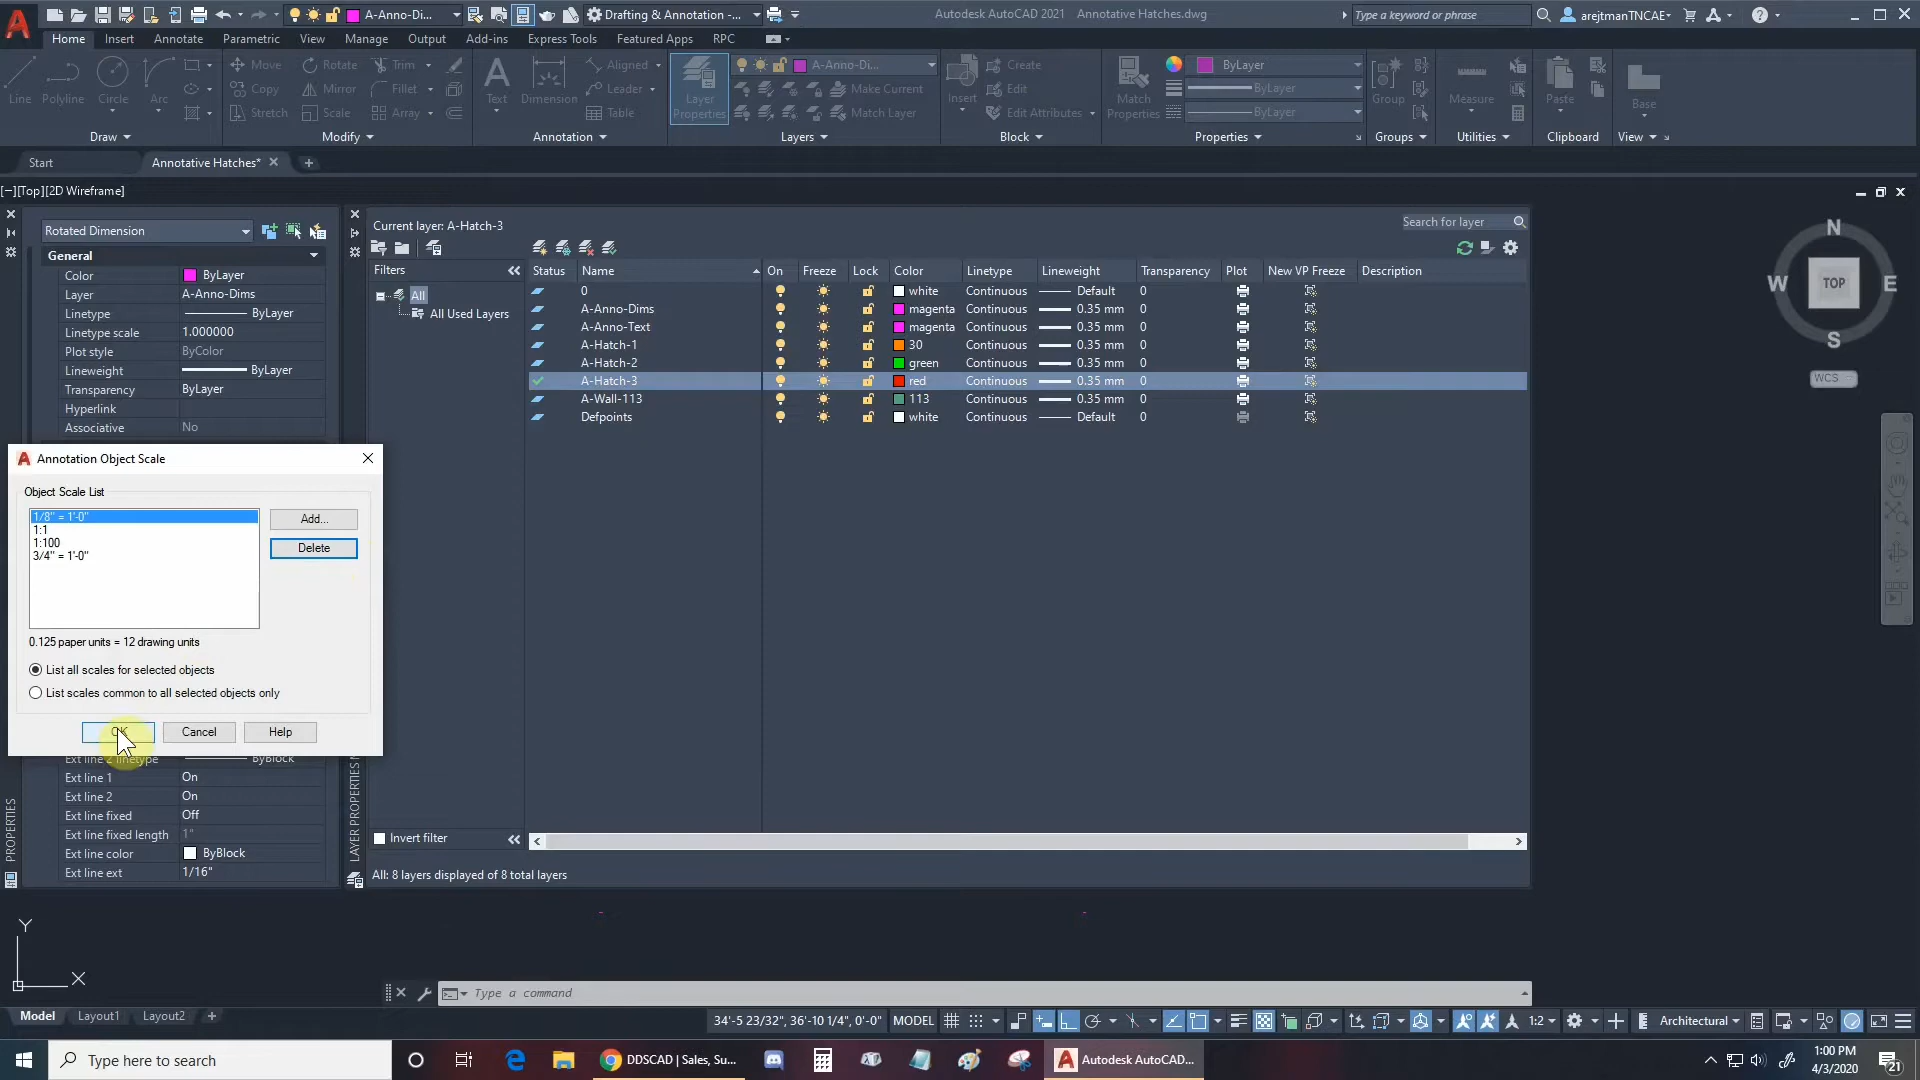 A-Anno-Di...
Drafting & Annotation -...
Autodesk AutoCAD 2021 Annotative Hatches.dwg
Type a keyword or phrase
arejtmanTNCAE
Home Insert Annotate Parametric View Manage Output Add-ins Express Tools Featured Apps RPC
Line Polyline Circle Arc
Move Rotate Trim
Copy Mirror Fillet
Stretch Scale Array
Text Dimension
Aligned
Leader
Table
Layer Properties
A-Anno-Di...
Make Current
Match Layer
Insert
Create
Edit
Edit Attributes
Match Properties
ByLayer
ByLayer
ByLayer
Group
Measure
Paste
Base
Draw Modify Annotation Layers Block Properties Groups Utilities Clipboard View
Start Annotative Hatches*
[−][Top][2D Wireframe]
Rotated Dimension
General
Color ByLayer
Layer A-Anno-Dims
Linetype ByLayer
Linetype scale 1.000000
Plot style ByColor
Lineweight ByLayer
Transparency ByLayer
Hyperlink
Associative No
Annotation Object Scale
Object Scale List
1/8" = 1'-0"
1:1
1:100
3/4" = 1'-0"
Add...
Delete
0.125 paper units = 12 drawing units
List all scales for selected objects
List scales common to all selected objects only
Cancel Help
Ext line 2 linetype ByBlock
Ext line 1 On
Ext line 2 On
Ext line fixed Off
Ext line fixed length 1"
Ext line color ByBlock
Ext line ext 1/16"
PROPERTIES
LAYER PROPERTIES
Current layer: A-Hatch-3
Search for layer
Filters
All
All Used Layers
Invert filter
Status Name On Freeze Lock Color Linetype Lineweight Transparency Plot New VP Freeze Description
0 white Continuous Default 0
A-Anno-Dims magenta Continuous 0.35 mm 0
A-Anno-Text magenta Continuous 0.35 mm 0
A-Hatch-1 30 Continuous 0.35 mm 0
A-Hatch-2 green Continuous 0.35 mm 0
A-Hatch-3 red Continuous 0.35 mm 0
A-Wall-113 113 Continuous 0.35 mm 0
Defpoints white Continuous Default 0
All: 8 layers displayed of 8 total layers
N
W TOP E
S
WCS
Y
X
Type a command
Model Layout1 Layout2
34'-5 23/32", 36'-10 1/4", 0'-0" MODEL 1:2 Architectural
Type here to search
DDSCAD | Sales, Su...
Autodesk AutoCAD...
1:00 PM
4/3/2020
21